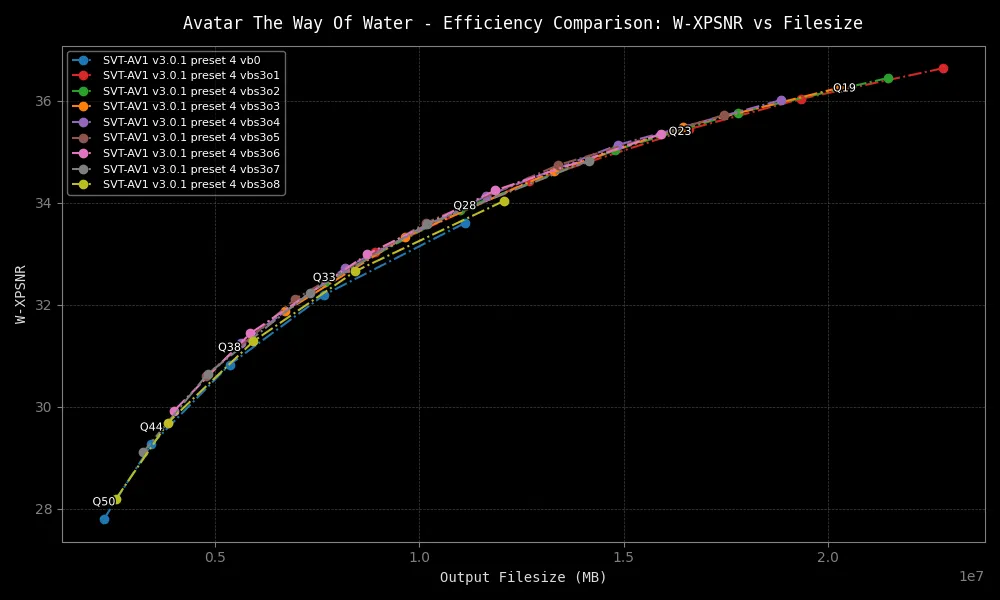 Avatar The Way Of Water - Efficiency Comparison: W-XPSNR vs Filesize
SVT-AV1 v3.0.1 preset 4 vb0
SVT-AV1 v3.0.1 preset 4 vbs3o1
SVT-AV1 v3.0.1 preset 4 vbs3o2
SVT-AV1 v3.0.1 preset 4 vbs3o3
SVT-AV1 v3.0.1 preset 4 vbs3o4
SVT-AV1 v3.0.1 preset 4 vbs3o5
SVT-AV1 v3.0.1 preset 4 vbs3o6
SVT-AV1 v3.0.1 preset 4 vbs3o7
SVT-AV1 v3.0.1 preset 4 vbs3o8
36
34
32
30
28
W-XPSNR
Q19
Q23
Q28
Q33
Q38
Q44
Q50
0.5
1.0
1.5
2.0
1e7
Output Filesize (MB)